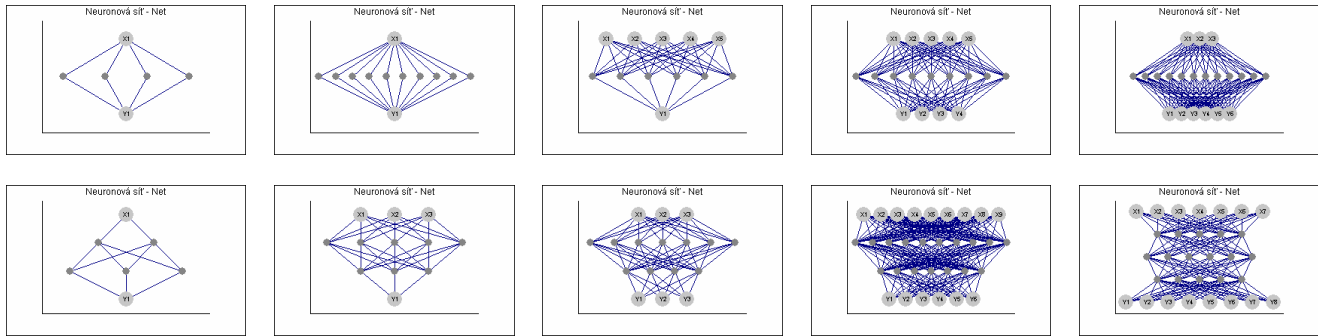 Neuronová síť - Net
X1
Y1
Neuronová síť - Net
X1
Y1
Neuronová síť - Net
X1 X2 X3 X4 X5
Y1
Neuronová síť - Net
X1 X2 X3 X4 X5
Y1 Y2 Y3 Y4
Neuronová síť - Net
X1 X2 X3
Y1 Y2 Y3 Y4 Y5 Y6
Neuronová síť - Net
X1
Y1
Neuronová síť - Net
X1 X2 X3
Y1
Neuronová síť - Net
X1 X2 X3
Y1 Y2 Y3
Neuronová síť - Net
X1 X2 X3 X4 X5 X6 X7 X8 X9
Y1 Y2 Y3 Y4 Y5 Y6
Neuronová síť - Net
X1 X2 X3 X4 X5 X6 X7
Y1 Y2 Y3 Y4 Y5 Y6 Y7 Y8